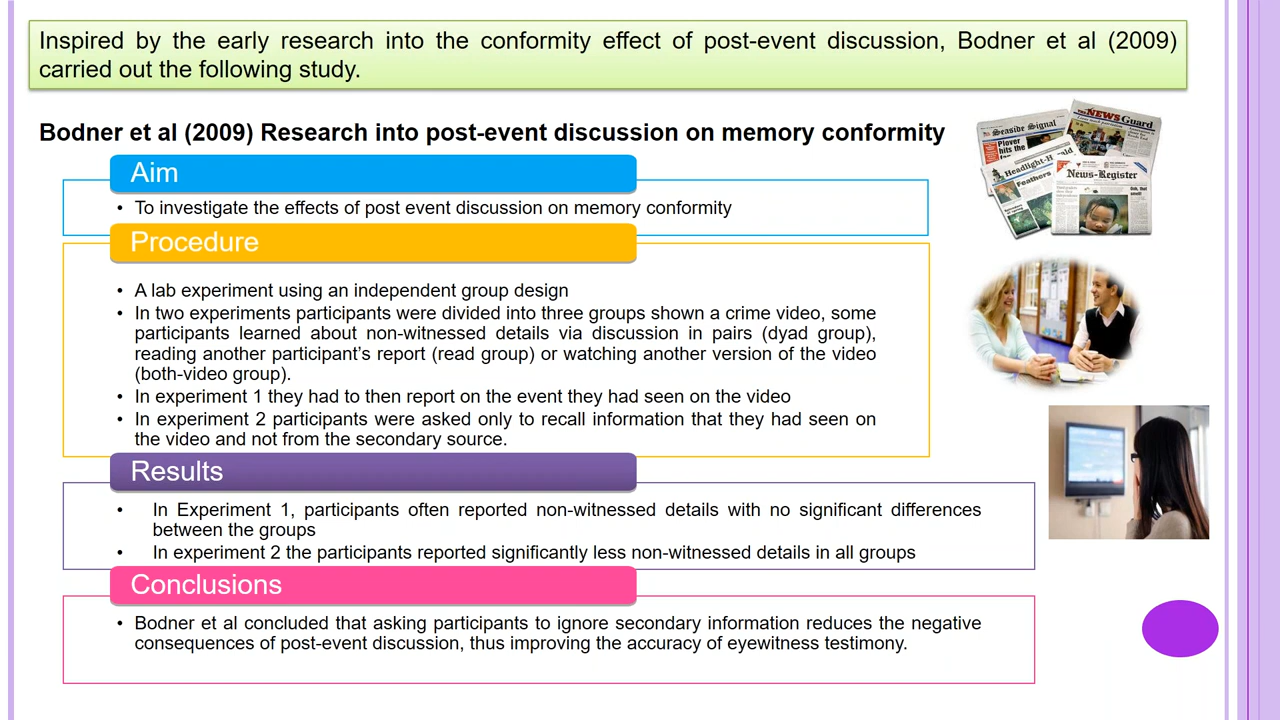 Inspired by the early research into the conformity effect of post-event discussion, Bodner et al (2009)
carried out the following study.
Bodner et al (2009) Research into post-event discussion on memory conformity
Aim
• To investigate the effects of post event discussion on memory conformity
Procedure
• A lab experiment using an independent group design
• In two experiments participants were divided into three groups shown a crime video, some
participants learned about non-witnessed details via discussion in pairs (dyad group),
reading another participant's report (read group) or watching another version of the video
(both-video group).
• In experiment 1 they had to then report on the event they had seen on the video
• In experiment 2 participants were asked only to recall information that they had seen on
the video and not from the secondary source.
Results
• In Experiment 1, participants often reported non-witnessed details with no significant differences
between the groups
• In experiment 2 the participants reported significantly less non-witnessed details in all groups
Conclusions
• Bodner et al concluded that asking participants to ignore secondary information reduces the negative
consequences of post-event discussion, thus improving the accuracy of eyewitness testimony.
Seaside Signal
Plover
hits the
NEWS Guard
Headlight-H
Feathers
News-Register